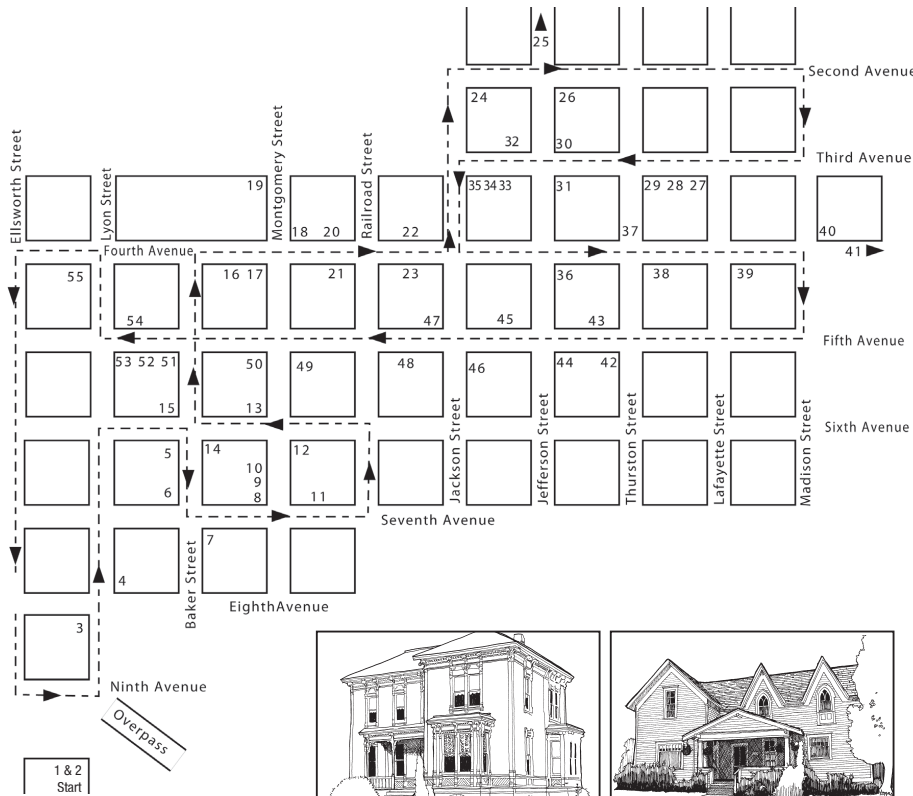 25
Second Avenue
24
26
32
30
Third Avenue
Ellsworth Street
Lyon Street
Montgomery Street
Railroad Street
19
18 20
22
35 34 33
31
29 28 27
37
40
41
Fourth Avenue
55
16 17
21
23
36
38
39
54
47
45
43
Fifth Avenue
53 52 51
50
49
48
46
44 42
15
13
Jackson Street
Jefferson Street
Thurston Street
Lafayette Street
Madison Street
Sixth Avenue
5
14
12
10
9
6
8
11
Seventh Avenue
7
4
Baker Street
EighthAvenue
3
Ninth Avenue
Overpass
1 & 2
Start